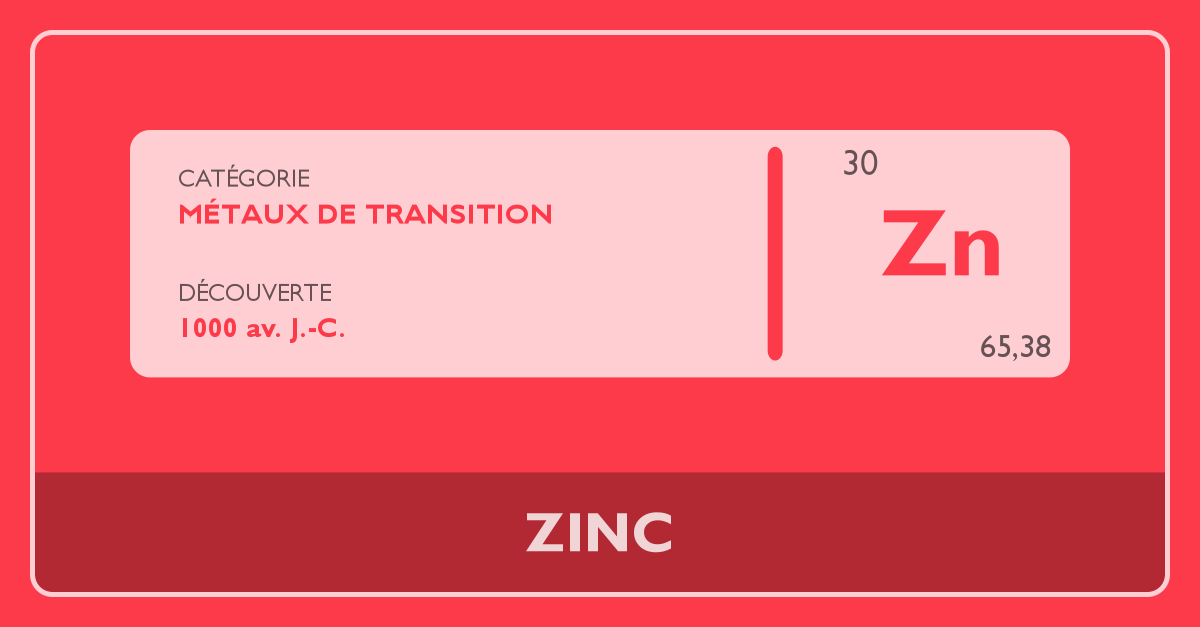 CATÉGORIE
MÉTAUX DE TRANSITION
DÉCOUVERTE
1000 av. J.-C.
30
Zn
65,38
ZINC